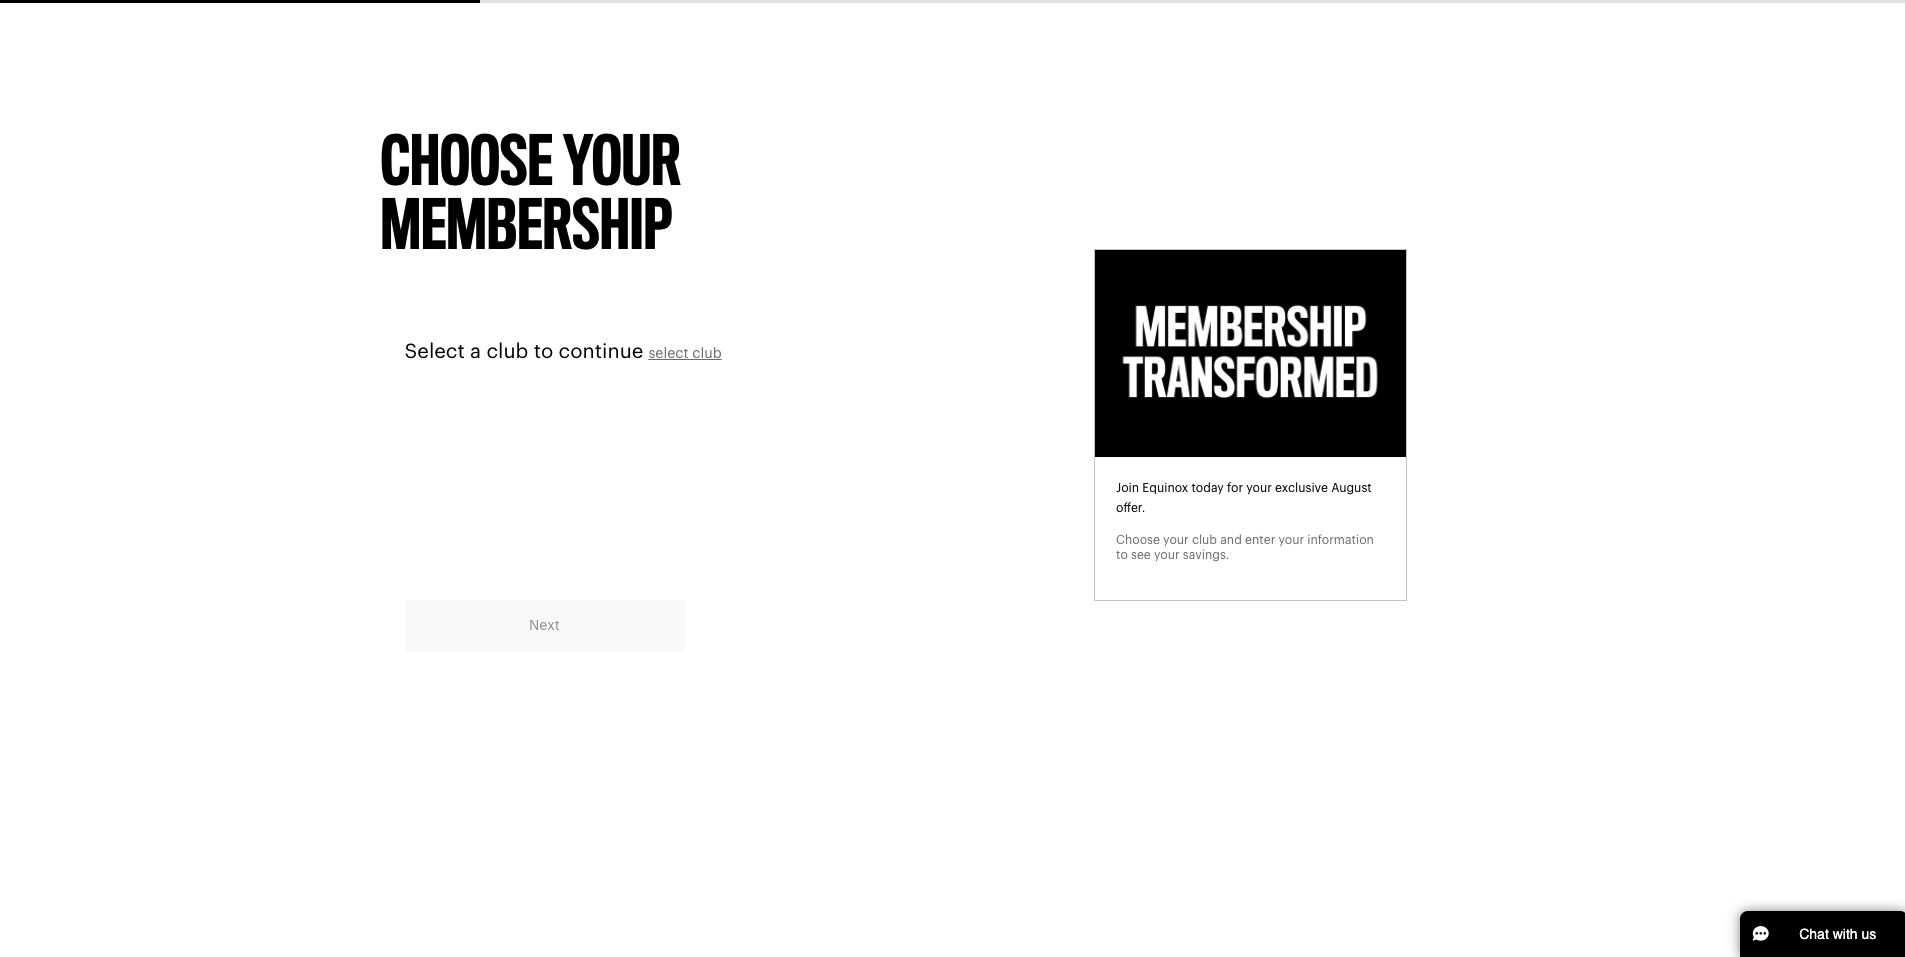 CHOOSE YOUR
MEMBERSHIP
Select a club to continue select club
Next
MEMBERSHIP
TRANSFORMED
Join Equinox today for your exclusive August
offer.
Choose your club and enter your information
to see your savings.
Chat with us